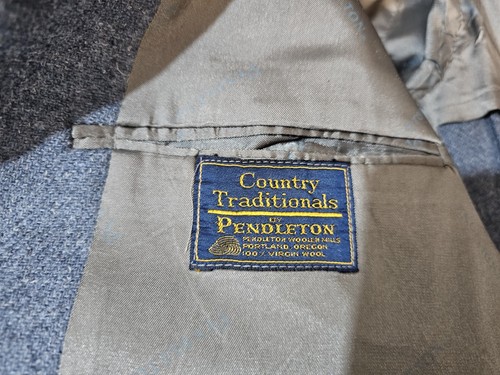 Country
Traditionals
BY
PENDLETON
PENDLETON WOOLEN MILLS
PORTLAND, OREGON
100% VIRGIN WOOL